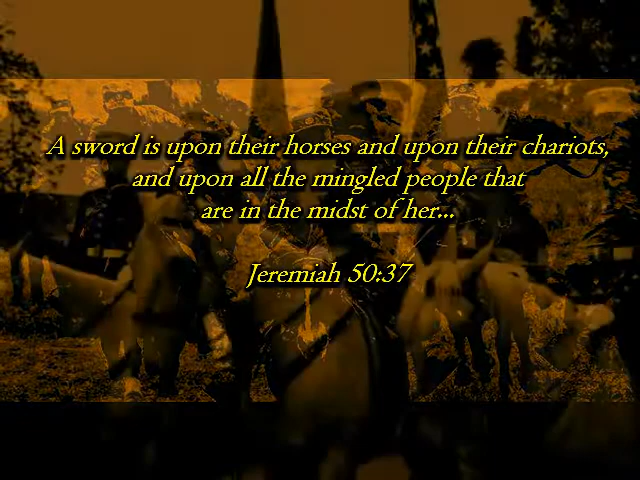 A sword is upon their horses and upon their chariots,
and upon all the mingled people that
are in the midst of her...
Jeremiah 50:37